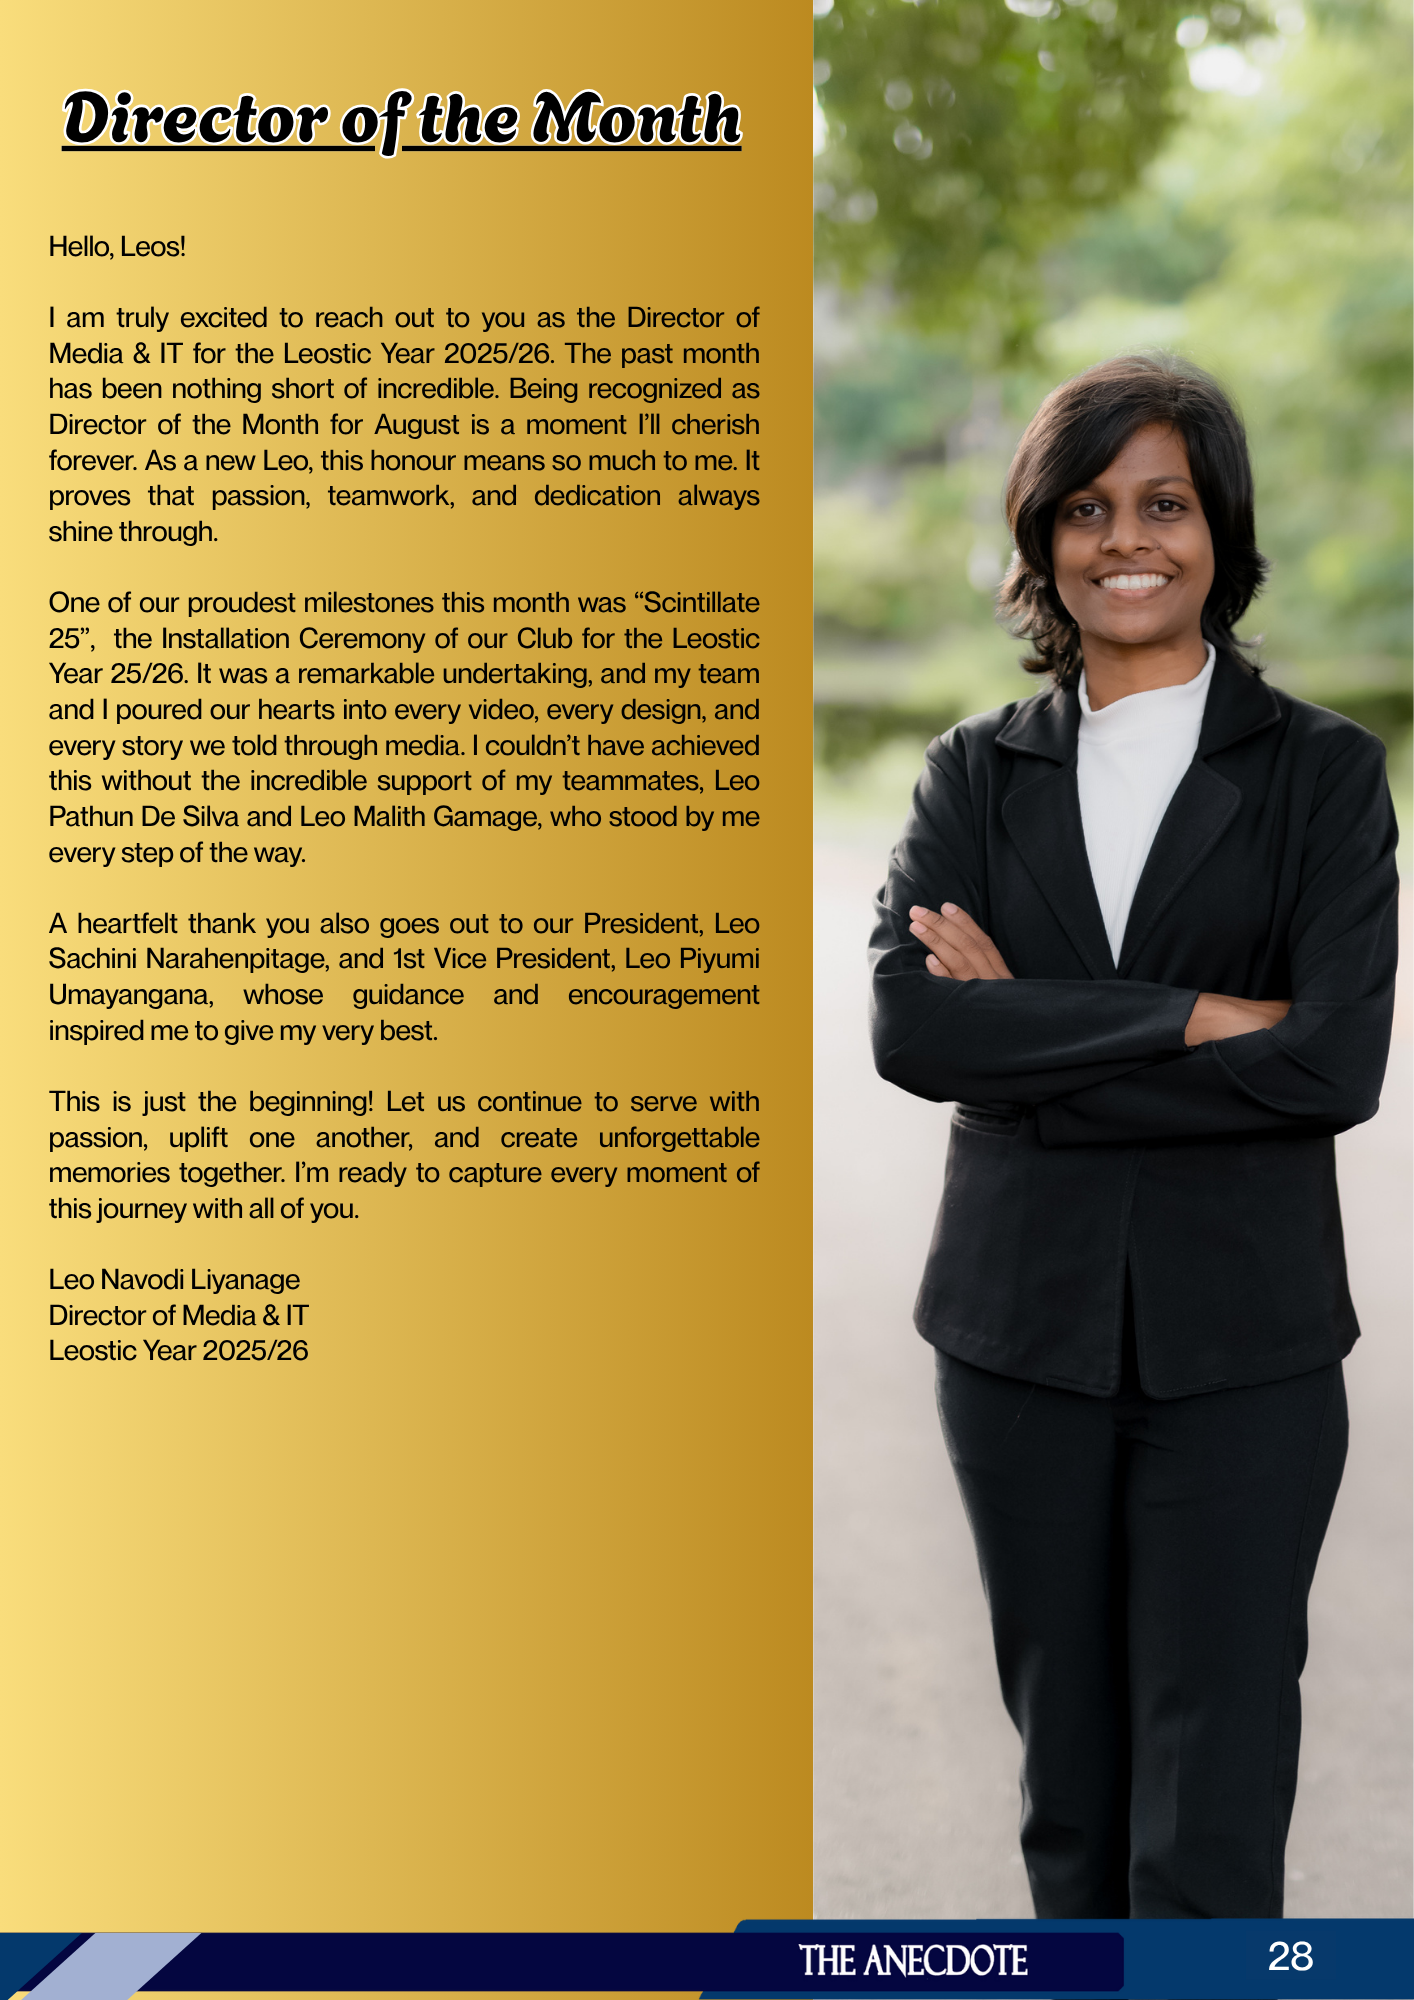 Director of the Month
Hello, Leos!
I am truly excited to reach out to you as the Director of
Media & IT for the Leostic Year 2025/26. The past month
has been nothing short of incredible. Being recognized as
Director of the Month for August is a moment I’ll cherish
forever. As a new Leo, this honour means so much to me. It
proves that passion, teamwork, and dedication always
shine through.
One of our proudest milestones this month was “Scintillate
25”,  the Installation Ceremony of our Club for the Leostic
Year 25/26. It was a remarkable undertaking, and my team
and I poured our hearts into every video, every design, and
every story we told through media. I couldn’t have achieved
this without the incredible support of my teammates, Leo
Pathun De Silva and Leo Malith Gamage, who stood by me
every step of the way.
A heartfelt thank you also goes out to our President, Leo
Sachini Narahenpitage, and 1st Vice President, Leo Piyumi
Umayangana, whose guidance and encouragement
inspired me to give my very best.
This is just the beginning! Let us continue to serve with
passion, uplift one another, and create unforgettable
memories together. I’m ready to capture every moment of
this journey with all of you.
Leo Navodi Liyanage
Director of Media & IT
Leostic Year 2025/26
THE ANECDOTE
28